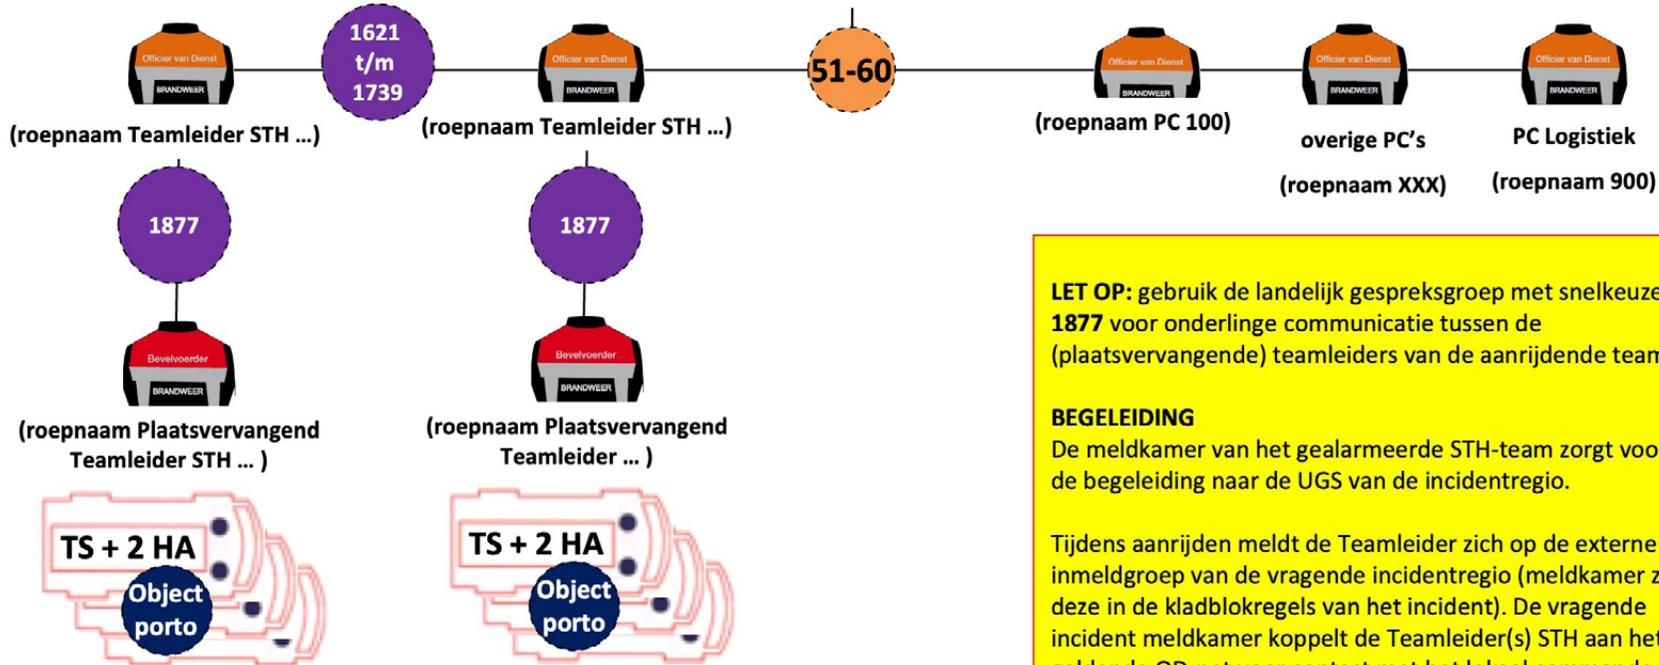 1621
t/m
1739
51-60
Officier van Dienst
BRANDWEER
Officier van Dienst
BRANDWEER
Officier van Dienst
BRANDWEER
Officier van Dienst
BRANDWEER
Officier van Dienst
BRANDWEER
(roepnaam Teamleider STH ...)
(roepnaam Teamleider STH ...)
(roepnaam PC 100)
overige PC’s
(roepnaam XXX)
PC Logistiek
(roepnaam 900)
1877
1877
Bevelvoerder
BRANDWEER
Bevelvoerder
BRANDWEER
(roepnaam Plaatsvervangend
Teamleider STH ... )
(roepnaam Plaatsvervangend
Teamleider ... )
TS + 2 HA
Object
porto
TS + 2 HA
Object
porto
LET OP: gebruik de landelijk gespreksgroep met snelkeuze
1877 voor onderlinge communicatie tussen de
(plaatsvervangende) teamleiders van de aanrijdende team
BEGELEIDING
De meldkamer van het gealarmeerde STH-team zorgt voo
de begeleiding naar de UGS van de incidentregio.
Tijdens aanrijden meldt de Teamleider zich op de externe
inmeldgroep van de vragende incidentregio (meldkamer z
deze in de kladblokregels van het incident). De vragende
incident meldkamer koppelt de Teamleider(s) STH aan het